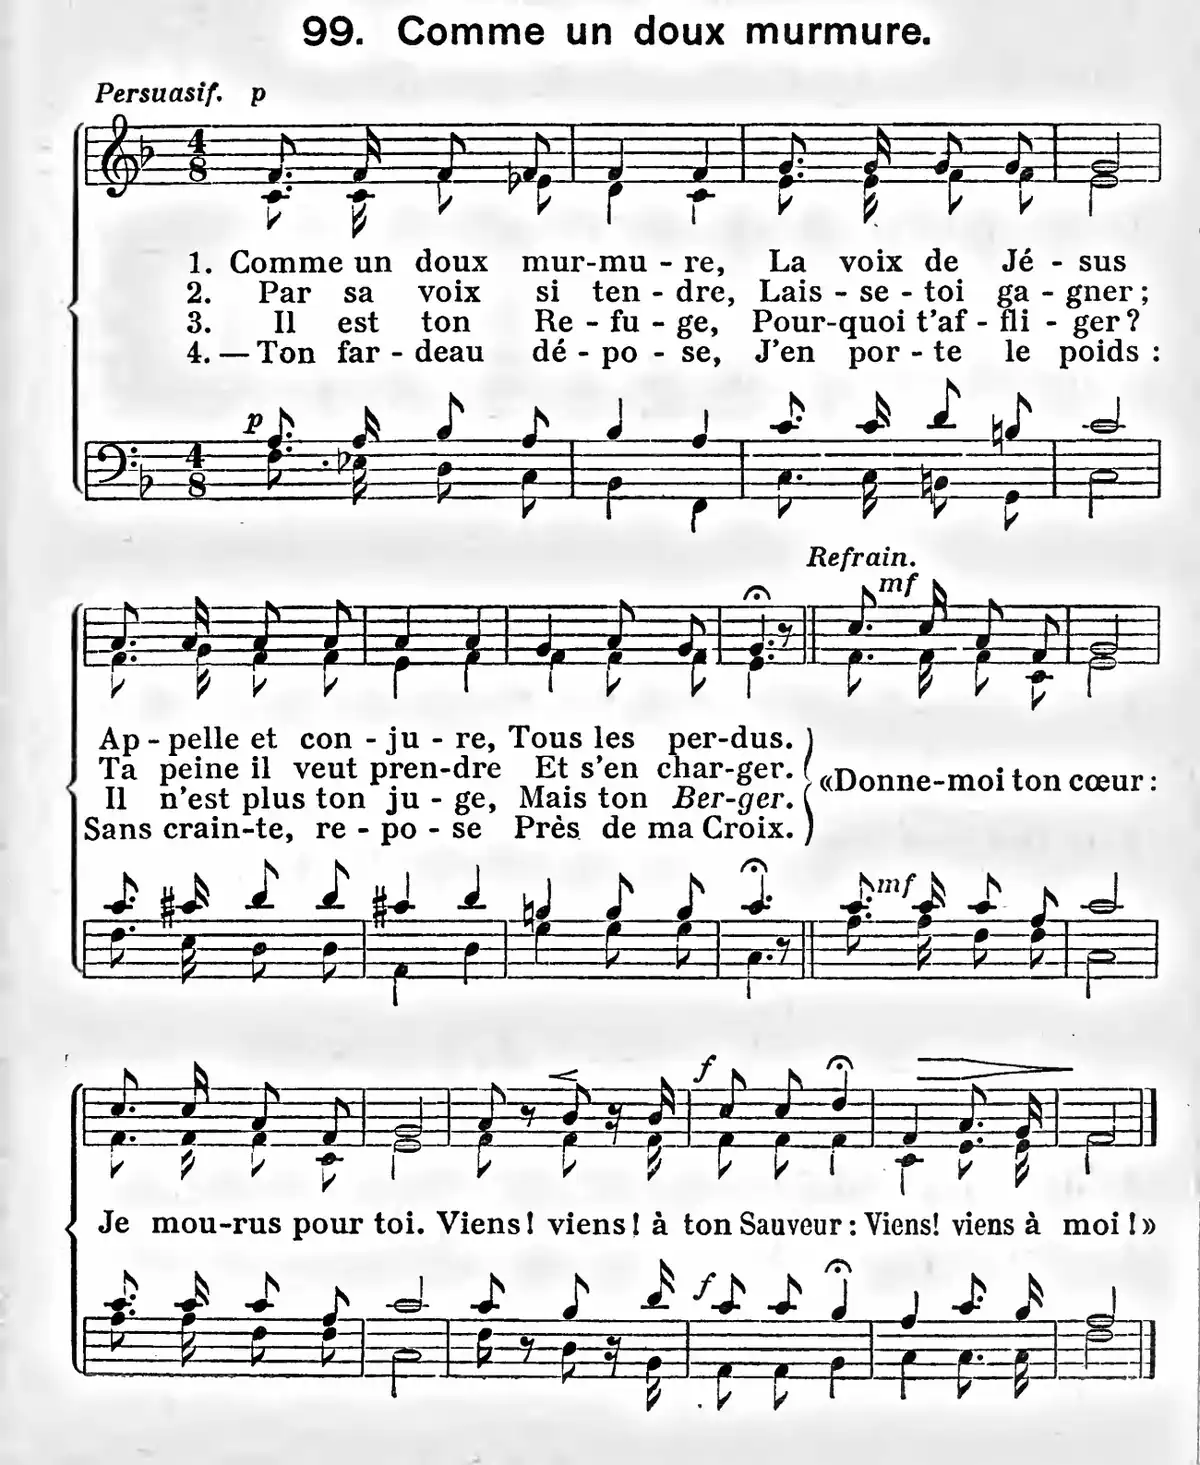 99. Comme un doux murmure.
Persuasif. p
4
8
1. Comme un doux mur-mu - re, La voix de Jé - sus
2. Par sa voix si ten - dre, Lais - se - toi ga - gner;
3. Il est ton Re - fu - ge, Pour-quoi t'af - fli - ger?
4. — Ton far - deau dé - po - se, J'en por - te le poids :
p
4
8
Refrain.
mf
Ap - pelle et con - ju - re, Tous les per-dus.
Ta peine il veut pren-dre Et s'en char-ger.
«Donne-moi ton cœur :
Il n'est plus ton ju - ge, Mais ton Ber-ger.
Sans crain-te, re - po - se Près de ma Croix.
mf
f
Je mou-rus pour toi. Viens! viens! à ton Sauveur : Viens! viens à moi !»
f